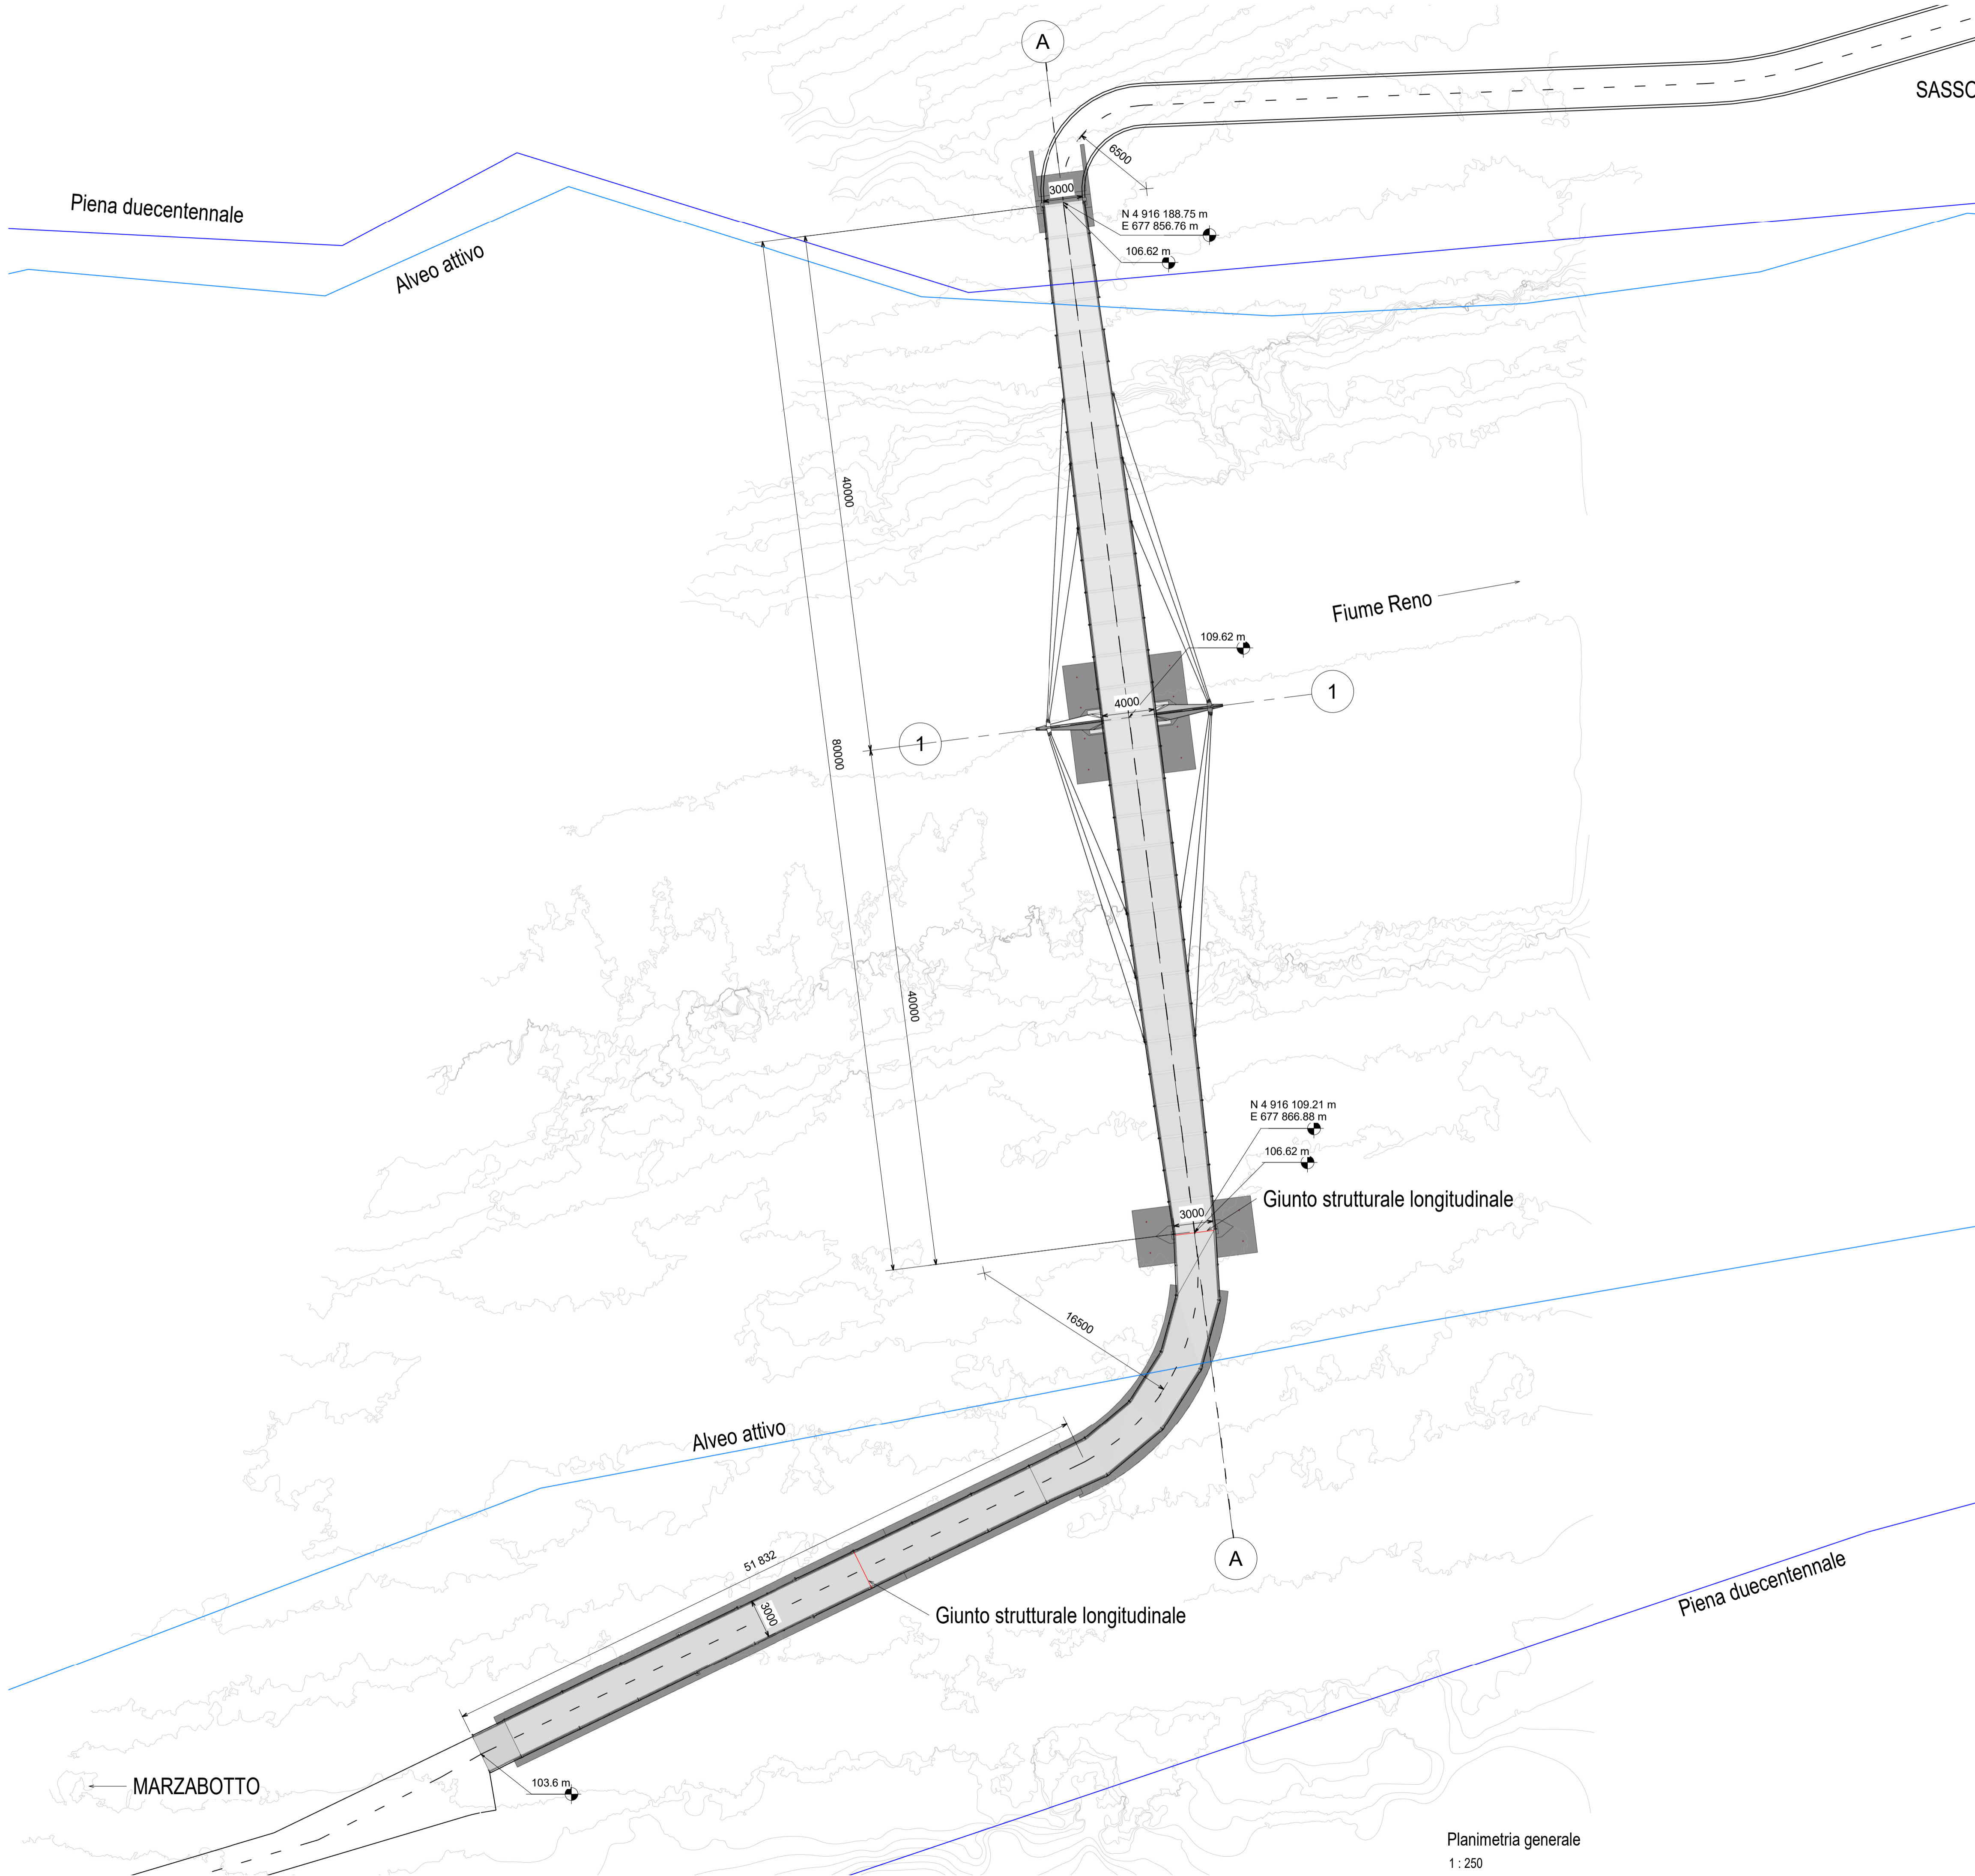 A
SASSO
6500
3000
Piena duecentennale
N 4 916 188.75 m
E 677 856.76 m
106.62 m
Alveo attivo
40000
Fiume Reno
109.62 m
4000
1
1
80000
40000
N 4 916 109.21 m
E 677 866.88 m
106.62 m
Giunto strutturale longitudinale
3000
16500
Alveo attivo
51 832
A
Piena duecentennale
3000
Giunto strutturale longitudinale
103.6 m
MARZABOTTO
Planimetria generale
1 : 250